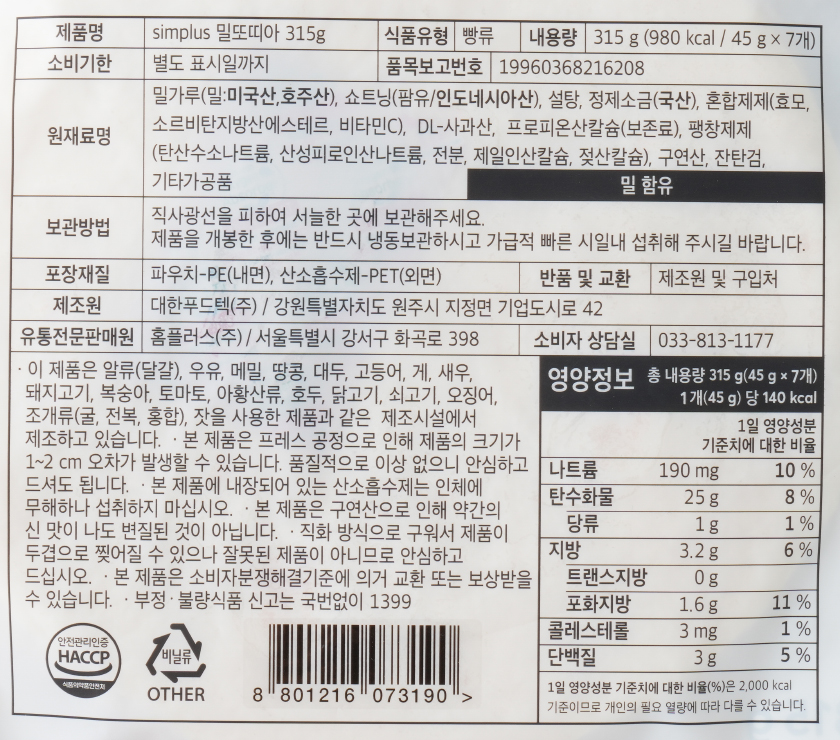 제품명 simplus 밀또띠아 315g 식품유형 빵류 내용량 315 g (980 kcal / 45 g × 7개)
소비기한 별도 표시일까지 품목보고번호 19960368216208
원재료명 밀가루(밀:미국산,호주산), 쇼트닝(팜유/인도네시아산), 설탕, 정제소금(국산), 혼합제제(효모,
소르비탄지방산에스테르, 비타민C), DL-사과산, 프로피온산칼슘(보존료), 팽창제제
(탄산수소나트륨, 산성피로인산나트륨, 전분, 제일인산칼슘, 젖산칼슘), 구연산, 잔탄검,
기타가공품
밀 함유
보관방법 직사광선을 피하여 서늘한 곳에 보관해주세요.
제품을 개봉한 후에는 반드시 냉동보관하시고 가급적 빠른 시일내 섭취해 주시길 바랍니다.
포장재질 파우치-PE(내면), 산소흡수제-PET(외면) 반품 및 교환 제조원 및 구입처
제조원 대한푸드텍(주) / 강원특별자치도 원주시 지정면 기업도시로 42
유통전문판매원 홈플러스(주) / 서울특별시 강서구 화곡로 398 소비자 상담실 033-813-1177
· 이 제품은 알류(달걀), 우유, 메밀, 땅콩, 대두, 고등어, 게, 새우,
돼지고기, 복숭아, 토마토, 아황산류, 호두, 닭고기, 쇠고기, 오징어,
조개류(굴, 전복, 홍합), 잣을 사용한 제품과 같은 제조시설에서
제조하고 있습니다. · 본 제품은 프레스 공정으로 인해 제품의 크기가
1~2 cm 오차가 발생할 수 있습니다. 품질적으로 이상 없으니 안심하고
드셔도 됩니다. · 본 제품에 내장되어 있는 산소흡수제는 인체에
무해하나 섭취하지 마십시오. · 본 제품은 구연산으로 인해 약간의
신 맛이 나도 변질된 것이 아닙니다. · 직화 방식으로 구워서 제품이
두겹으로 찢어질 수 있으나 잘못된 제품이 아니므로 안심하고
드십시오. · 본 제품은 소비자분쟁해결기준에 의거 교환 또는 보상받을
수 있습니다. · 부정·불량식품 신고는 국번없이 1399
안전관리인증
HACCP
식품의약품안전처
비닐류
OTHER
8 801216 073190 >
영양정보 총 내용량 315 g(45 g × 7개)
1개(45 g) 당 140 kcal
1일 영양성분
기준치에 대한 비율
나트륨 190 mg 10 %
탄수화물 25 g 8 %
당류 1 g 1 %
지방 3.2 g 6 %
트랜스지방 0 g
포화지방 1.6 g 11 %
콜레스테롤 3 mg 1 %
단백질 3 g 5 %
1일 영양성분 기준치에 대한 비율(%)은 2,000 kcal
기준이므로 개인의 필요 열량에 따라 다를 수 있습니다.